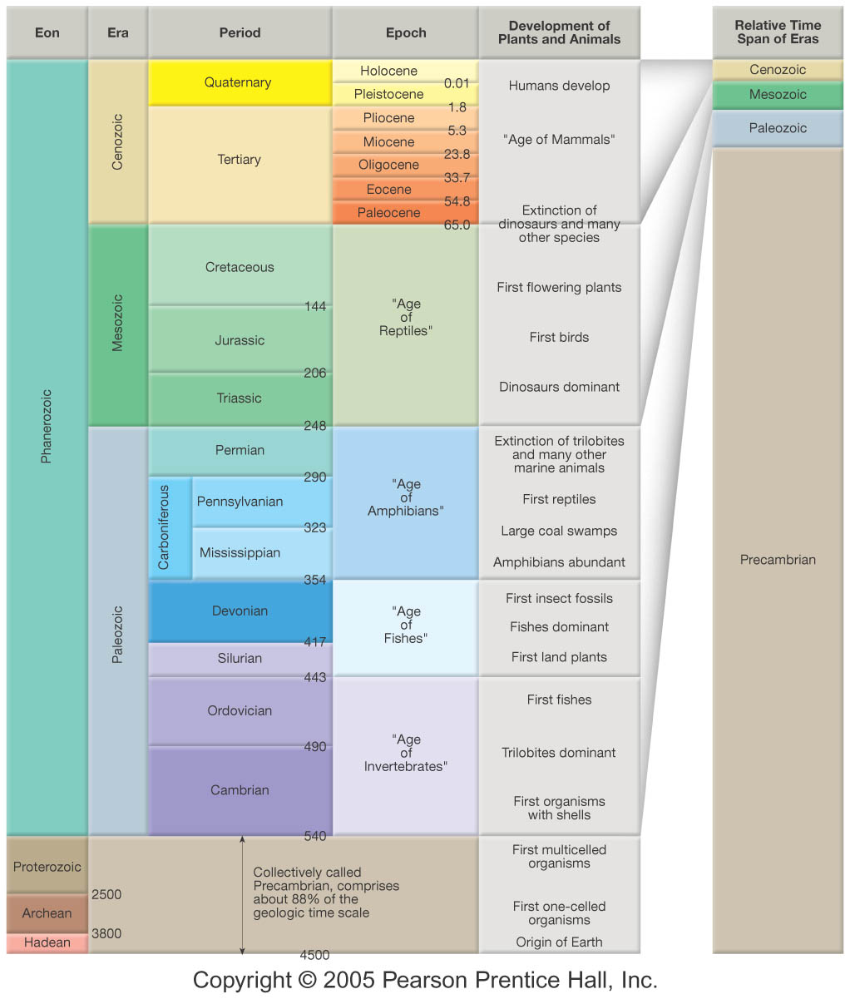 Eon
Era
Period
Epoch
Development of
Plants and Animals
Relative Time
Span of Eras
Phanerozoic
Cenozoic
Quaternary
Holocene
0.01
Pleistocene
1.8
Tertiary
Pliocene
5.3
Miocene
23.8
Oligocene
33.7
Eocene
54.8
Paleocene
65.0
Humans develop
"Age of Mammals"
Extinction of
dinosaurs and many
other species
Mesozoic
Cretaceous
144
Jurassic
206
Triassic
248
"Age
of
Reptiles"
First flowering plants
First birds
Dinosaurs dominant
Paleozoic
Permian
290
Carboniferous
Pennsylvanian
323
Mississippian
354
"Age
of
Amphibians"
Extinction of trilobites
and many other
marine animals
First reptiles
Large coal swamps
Amphibians abundant
Devonian
417
Silurian
443
"Age
of
Fishes"
First insect fossils
Fishes dominant
First land plants
Ordovician
490
Cambrian
540
"Age
of
Invertebrates"
First fishes
Trilobites dominant
First organisms
with shells
Proterozoic
2500
Archean
3800
Hadean
Collectively called
Precambrian, comprises
about 88% of the
geologic time scale
4500
First multicelled
organisms
First one-celled
organisms
Origin of Earth
Cenozoic
Mesozoic
Paleozoic
Precambrian
Copyright © 2005 Pearson Prentice Hall, Inc.